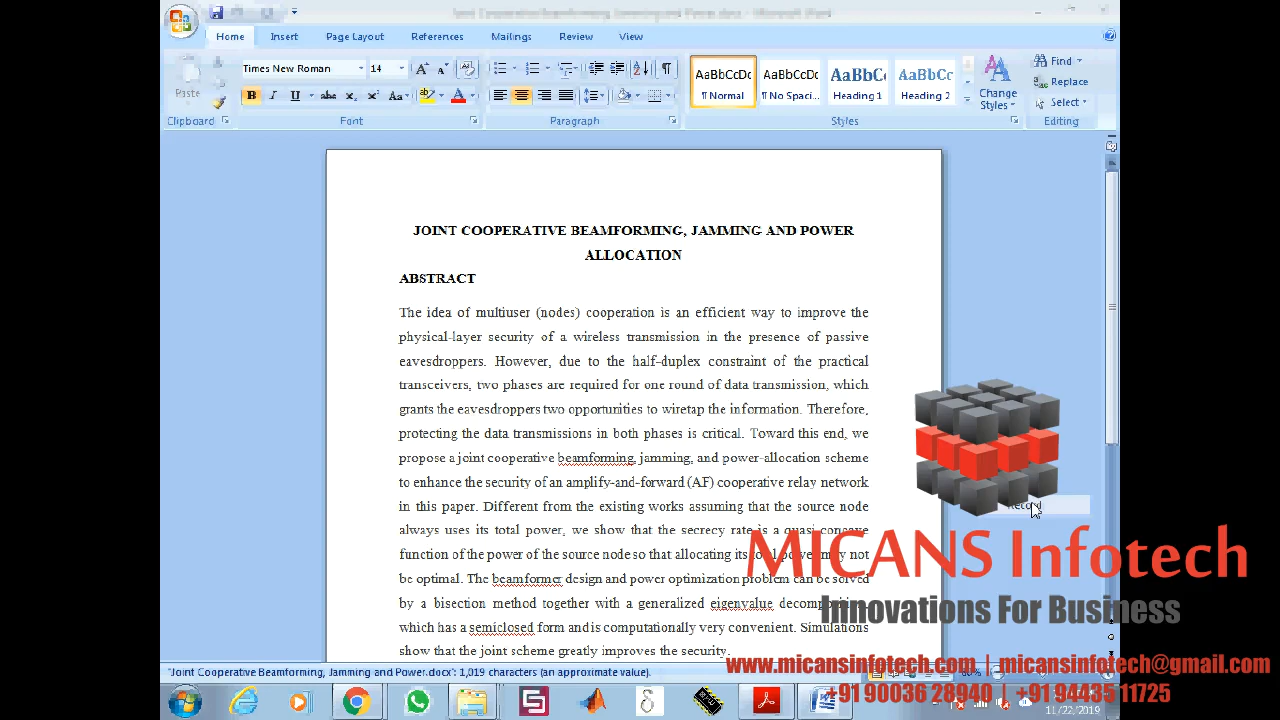 Home Insert Page Layout References Mailings Review View
Paste
Times New Roman 14
AaBbCcDc AaBbCcDc AaBbCc AaBbCc
¶ Normal ¶ No Spaci... Heading 1 Heading 2
Change Styles
Find
Replace
Select
Clipboard Font Paragraph Styles Editing
JOINT COOPERATIVE BEAMFORMING, JAMMING AND POWER
ALLOCATION
ABSTRACT
The idea of multiuser (nodes) cooperation is an efficient way to improve the
physical-layer security of a wireless transmission in the presence of passive
eavesdroppers. However, due to the half-duplex constraint of the practical
transceivers, two phases are required for one round of data transmission, which
grants the eavesdroppers two opportunities to wiretap the information. Therefore,
protecting the data transmissions in both phases is critical. Toward this end, we
propose a joint cooperative beamforming, jamming, and power-allocation scheme
to enhance the security of an amplify-and-forward (AF) cooperative relay network
in this paper. Different from the existing works assuming that the source node
always uses its total power, we show that the secrecy rate is a quasi-concave
function of the power of the source node so that allocating its total power may not
be optimal. The beamformer design and power optimization problem can be solved
by a bisection method together with a generalized eigenvalue decomposition,
which has a semiclosed form and is computationally very convenient. Simulations
show that the joint scheme greatly improves the security.
Record
MICANS Infotech
Innovations For Business
www.micansinfotech.com | micansinfotech@gmail.com
+91 90036 28940 | +91 94435 11725
"Joint Cooperative Beamforming, Jamming and Power.docx": 1,019 characters (an approximate value).
11/22/2019